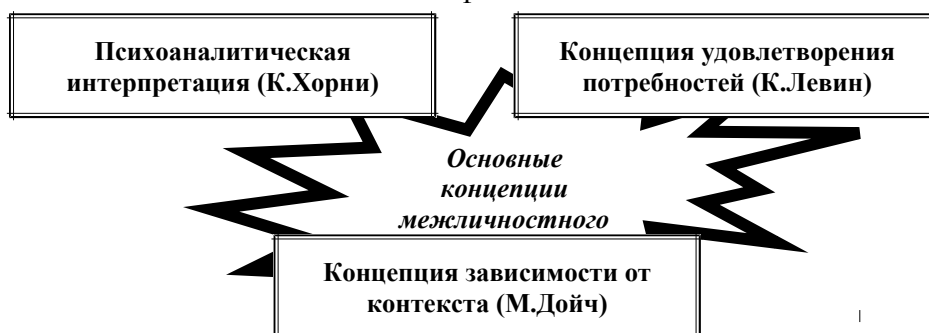 Психоаналитическая
интерпретация (К.Хорни)
Концепция удовлетворения
потребностей (К.Левин)
Основные
концепции
межличностного
Концепция зависимости от
контекста (М.Дойч)